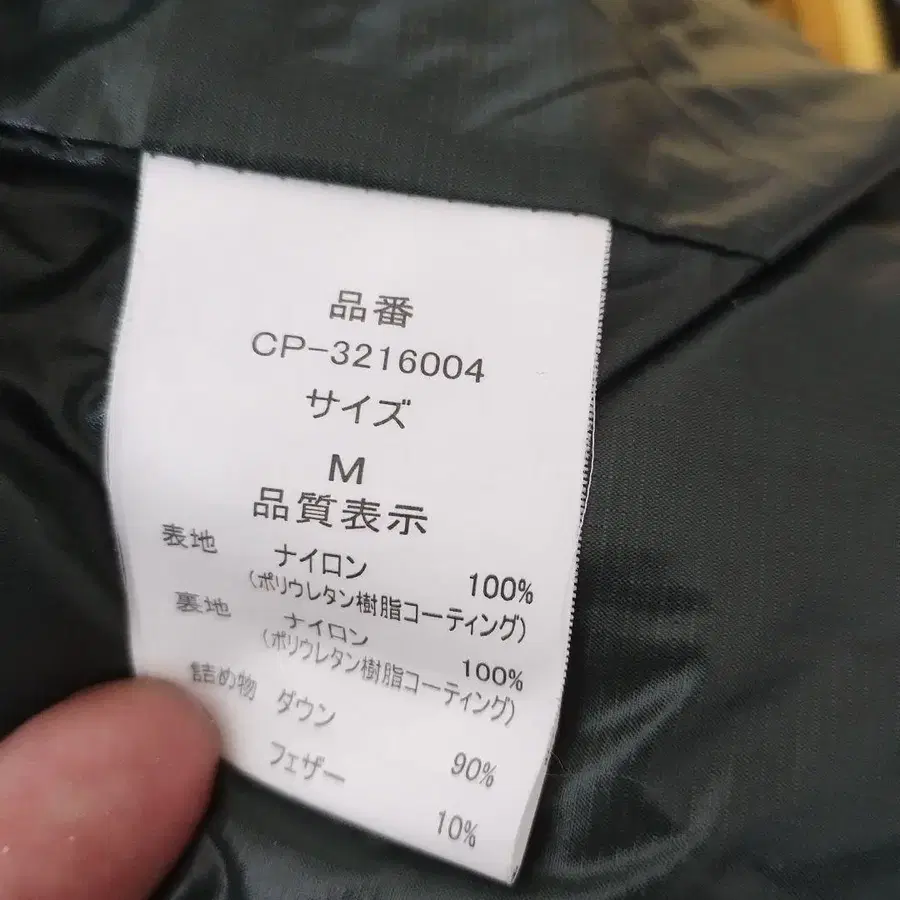 品番
CP-3216004
サイズ
M
品質表示
表地 ナイロン 100%
(ポリウレタン樹脂コーティング)
裏地 ナイロン 100%
(ポリウレタン樹脂コーティング)
詰め物 ダウン 90%
フェザー 10%